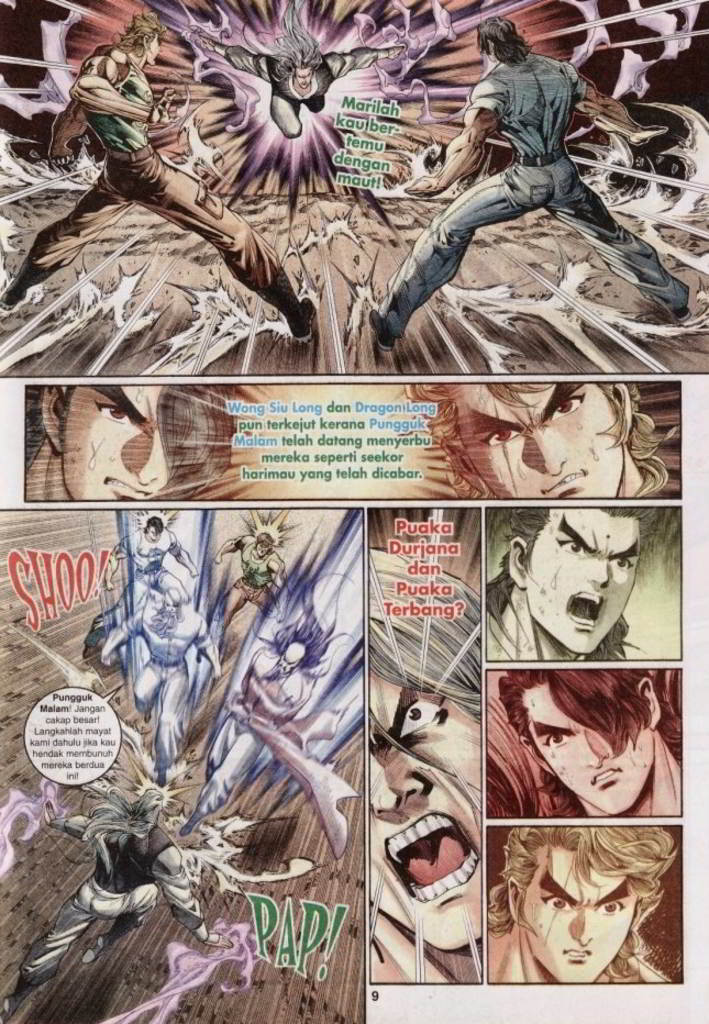 Marilah
kau ber-
temu
dengan
maut!
Wong Siu Long dan Dragon Long
pun terkejut kerana Pungguk
Malam telah datang menyerbu
mereka seperti seekor
harimau yang telah dicabar.
SHOO!
Puaka
Durjana
dan
Puaka
Terbang?
Pungguk
Malam! Jangan
cakap besar!
Langkahlah mayat
kami dahulu jika kau
hendak membunuh
mereka berdua
ini!
PAP!
9